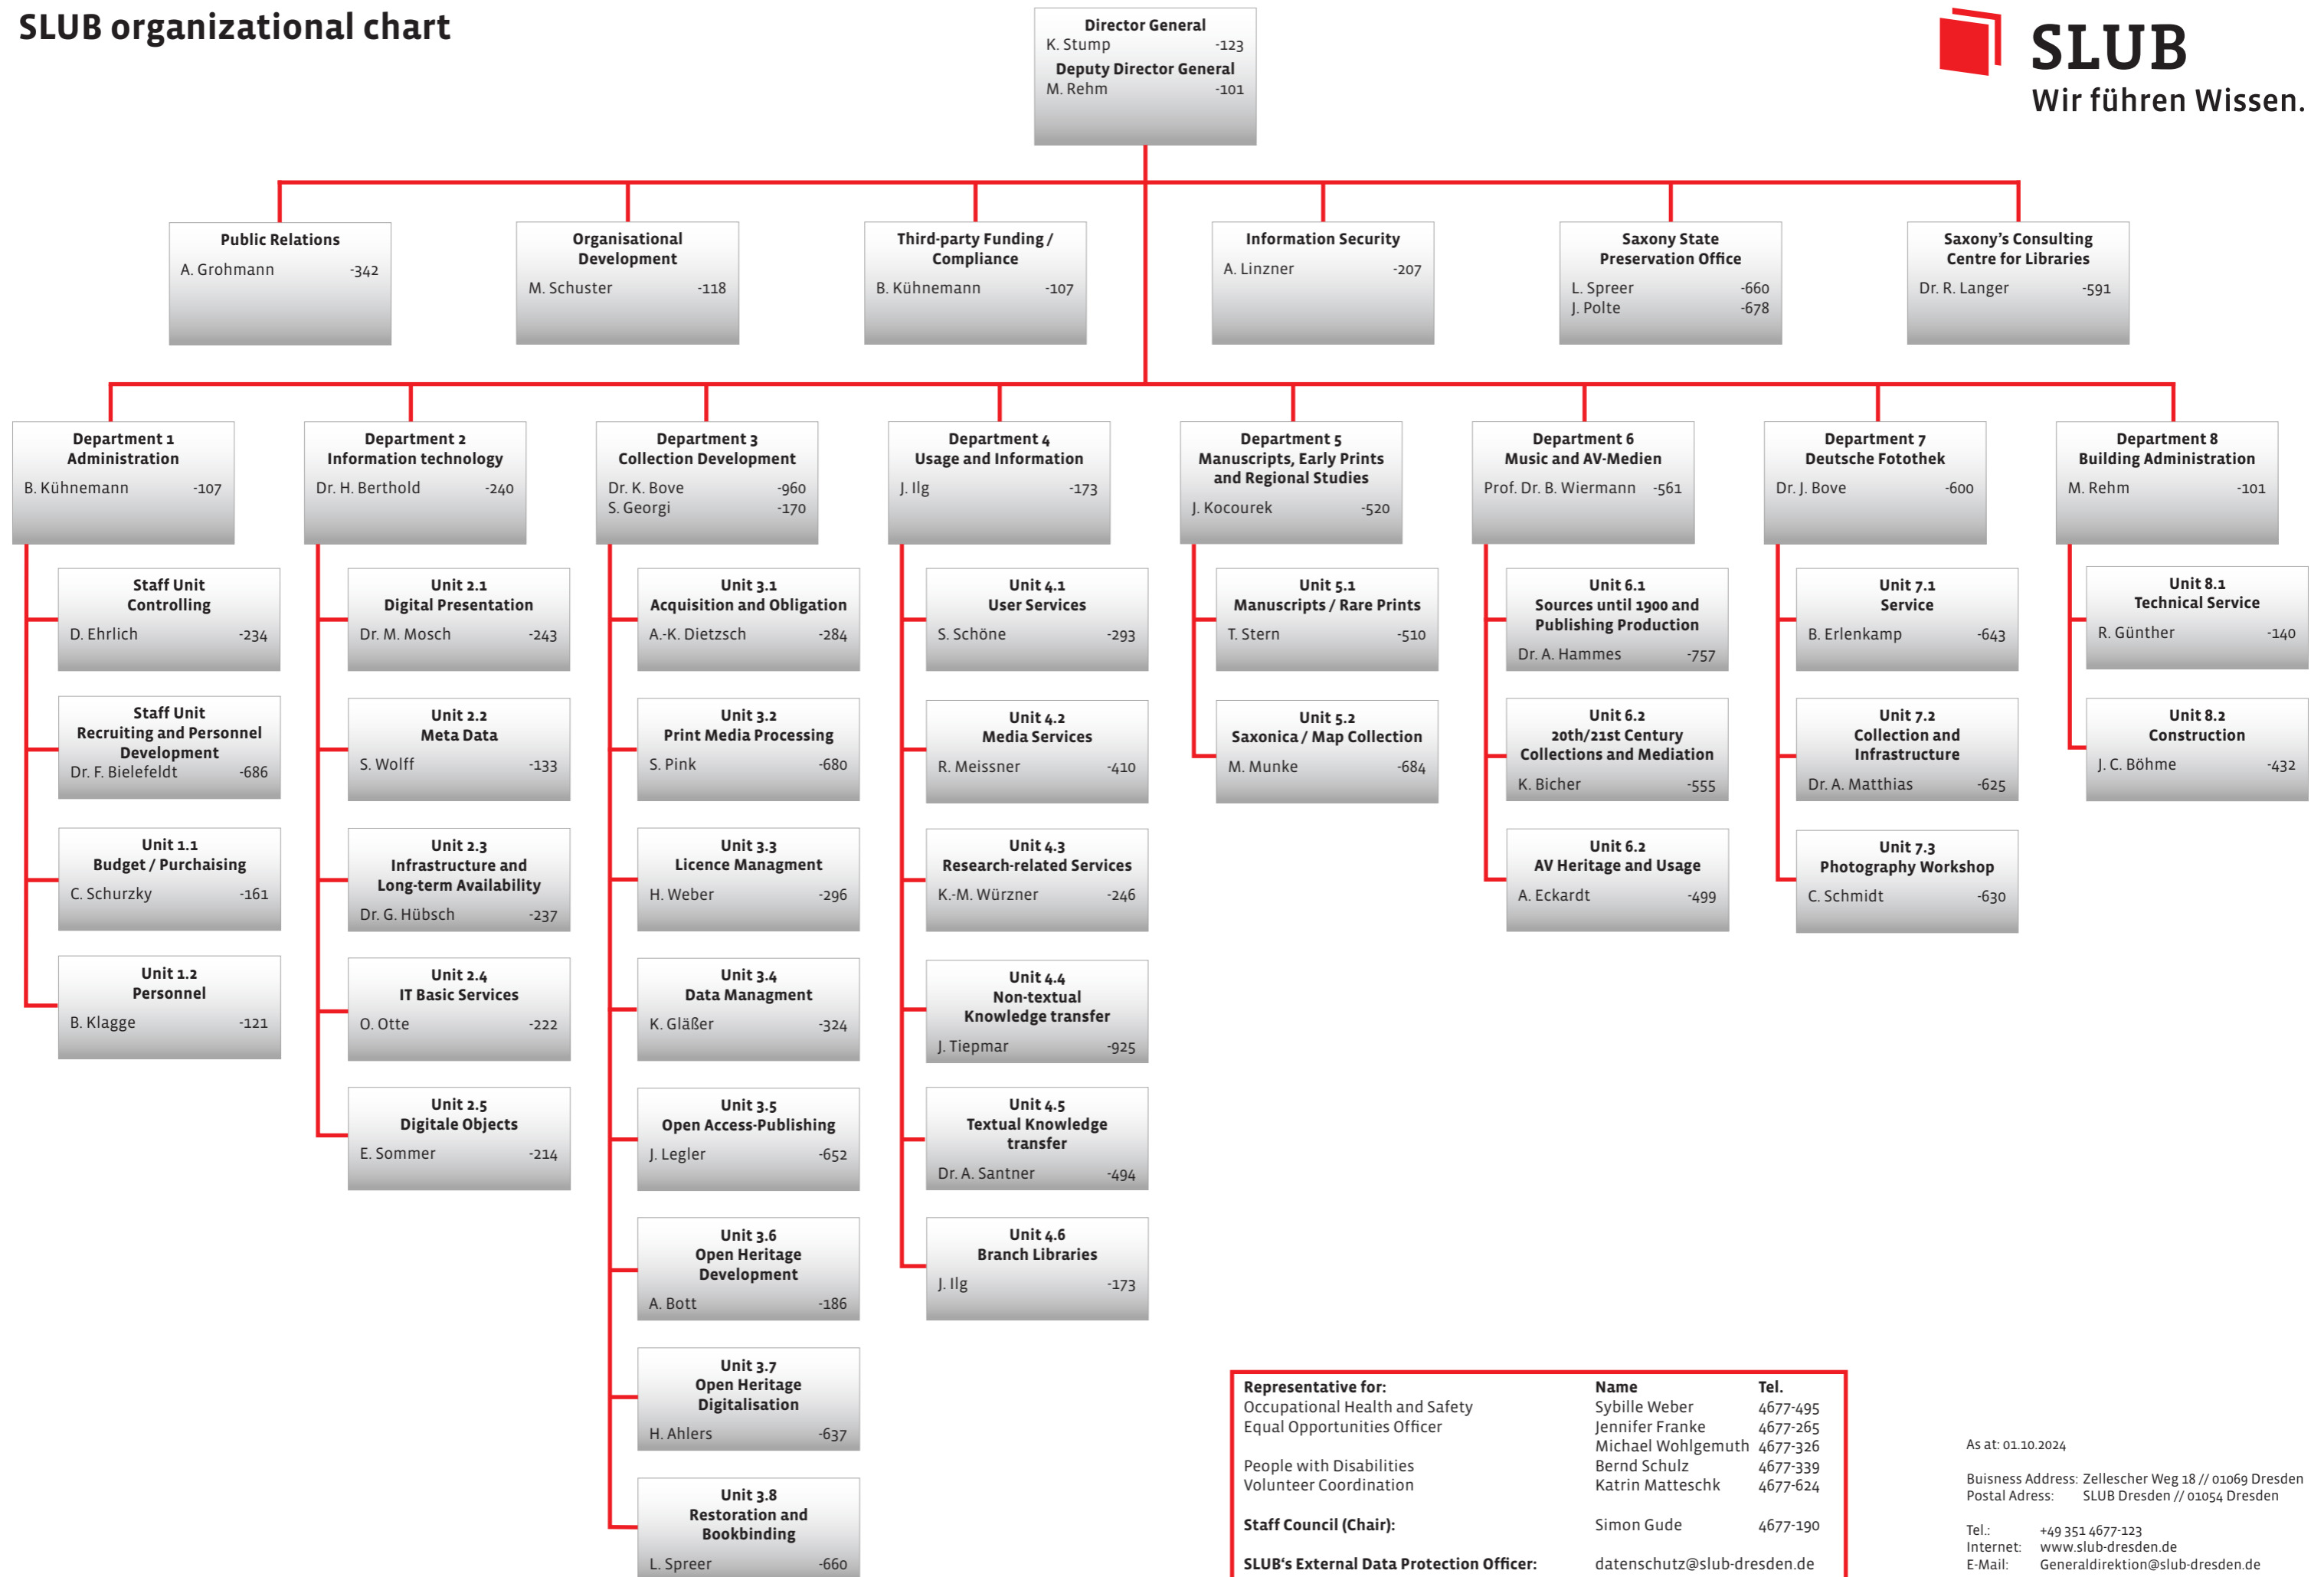 SLUB organizational chart
SLUB
Wir führen Wissen.
Director General
K. Stump -123
Deputy Director General
M. Rehm -101
Public Relations
A. Grohmann -342
Organisational
Development
M. Schuster -118
Third-party Funding /
Compliance
B. Kühnemann -107
Information Security
A. Linzner -207
Saxony State
Preservation Office
L. Spreer -660
J. Polte -678
Saxony's Consulting
Centre for Libraries
Dr. R. Langer -591
Department 1
Administration
B. Kühnemann -107
Staff Unit
Controlling
D. Ehrlich -234
Staff Unit
Recruiting and Personnel
Development
Dr. F. Bielefeldt -686
Unit 1.1
Budget / Purchaising
C. Schurzky -161
Unit 1.2
Personnel
B. Klagge -121
Department 2
Information technology
Dr. H. Berthold -240
Unit 2.1
Digital Presentation
Dr. M. Mosch -243
Unit 2.2
Meta Data
S. Wolff -133
Unit 2.3
Infrastructure and
Long-term Availability
Dr. G. Hübsch -237
Unit 2.4
IT Basic Services
O. Otte -222
Unit 2.5
Digitale Objects
E. Sommer -214
Department 3
Collection Development
Dr. K. Bove -960
S. Georgi -170
Unit 3.1
Acquisition and Obligation
A.-K. Dietzsch -284
Unit 3.2
Print Media Processing
S. Pink -680
Unit 3.3
Licence Managment
H. Weber -296
Unit 3.4
Data Managment
K. Gläßer -324
Unit 3.5
Open Access-Publishing
J. Legler -652
Unit 3.6
Open Heritage
Development
A. Bott -186
Unit 3.7
Open Heritage
Digitalisation
H. Ahlers -637
Unit 3.8
Restoration and
Bookbinding
L. Spreer -660
Department 4
Usage and Information
J. Ilg -173
Unit 4.1
User Services
S. Schöne -293
Unit 4.2
Media Services
R. Meissner -410
Unit 4.3
Research-related Services
K.-M. Würzner -246
Unit 4.4
Non-textual
Knowledge transfer
J. Tiepmar -925
Unit 4.5
Textual Knowledge
transfer
Dr. A. Santner -494
Unit 4.6
Branch Libraries
J. Ilg -173
Department 5
Manuscripts, Early Prints
and Regional Studies
J. Kocourek -520
Unit 5.1
Manuscripts / Rare Prints
T. Stern -510
Unit 5.2
Saxonica / Map Collection
M. Munke -684
Department 6
Music and AV-Medien
Prof. Dr. B. Wiermann -561
Unit 6.1
Sources until 1900 and
Publishing Production
Dr. A. Hammes -757
Unit 6.2
20th/21st Century
Collections and Mediation
K. Bicher -555
Unit 6.2
AV Heritage and Usage
A. Eckardt -499
Department 7
Deutsche Fotothek
Dr. J. Bove -600
Unit 7.1
Service
B. Erlenkamp -643
Unit 7.2
Collection and
Infrastructure
Dr. A. Matthias -625
Unit 7.3
Photography Workshop
C. Schmidt -630
Department 8
Building Administration
M. Rehm -101
Unit 8.1
Technical Service
R. Günther -140
Unit 8.2
Construction
J. C. Böhme -432
Representative for: Name Tel.
Occupational Health and Safety Sybille Weber 4677-495
Equal Opportunities Officer Jennifer Franke 4677-265
Michael Wohlgemuth 4677-326
People with Disabilities Bernd Schulz 4677-339
Volunteer Coordination Katrin Matteschk 4677-624
Staff Council (Chair): Simon Gude 4677-190
SLUB‘s External Data Protection Officer: datenschutz@slub-dresden.de
As at: 01.10.2024
Buisness Address: Zellescher Weg 18 // 01069 Dresden
Postal Adress: SLUB Dresden // 01054 Dresden
Tel.: +49 351 4677-123
Internet: www.slub-dresden.de
E-Mail: Generaldirektion@slub-dresden.de